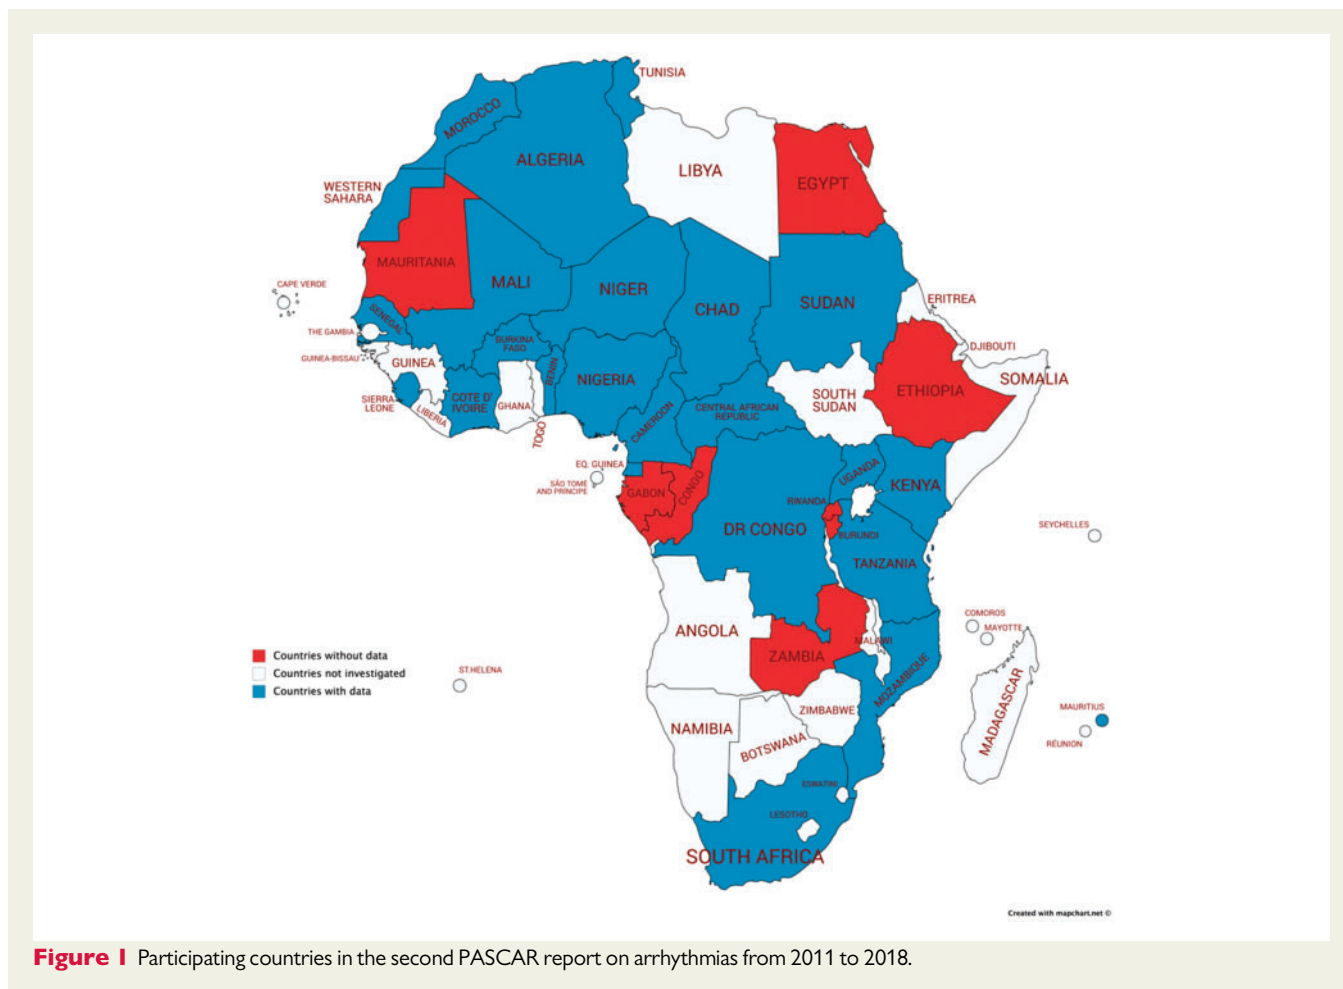 TUNISIA
MOROCCO
ALGERIA
LIBYA
EGYPT
WESTERN
SAHARA
MAURITANIA
MALI
NIGER
CHAD
SUDAN
ERITREA
CAPE VERDE
SENEGAL
THE GAMBIA
GUINEA-BISSAU
GUINEA
BURKINA
FASO
BENIN
NIGERIA
DJIBOUTI
SOMALIA
ETHIOPIA
SOUTH
SUDAN
SIERRA
LEONE
LIBERIA
COTE D'
IVOIRE
GHANA
TOGO
CAMEROON
CENTRAL AFRICAN
REPUBLIC
EQ. GUINEA
SÃO TOMÉ
AND PRÍNCIPE
GABON
CONGO
UGANDA
KENYA
RWANDA
BURUNDI
DR CONGO
TANZANIA
SEYCHELLES
COMOROS
MAYOTTE
ANGOLA
ZAMBIA
MALAWI
MOZAMBIQUE
MADAGASCAR
MAURITIUS
RÉUNION
ST.HELENA
ZIMBABWE
NAMIBIA
BOTSWANA
ESWATINI
LESOTHO
SOUTH AFRICA
Countries without data
Countries not investigated
Countries with data
Created with mapchart.net ©
Figure 1 Participating countries in the second PASCAR report on arrhythmias from 2011 to 2018.